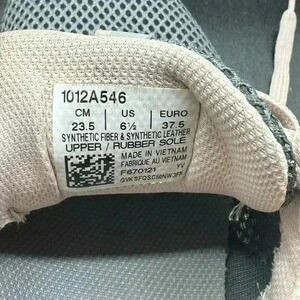 1012A546
CM US EURO
23.5 6½ 37.5
SYNTHETIC FIBER & SYNTHETIC LEATHER
UPPER / RUBBER SOLE
MADE IN VIETNAM
FABRIQUE AU VIETNAM
F670121 YV